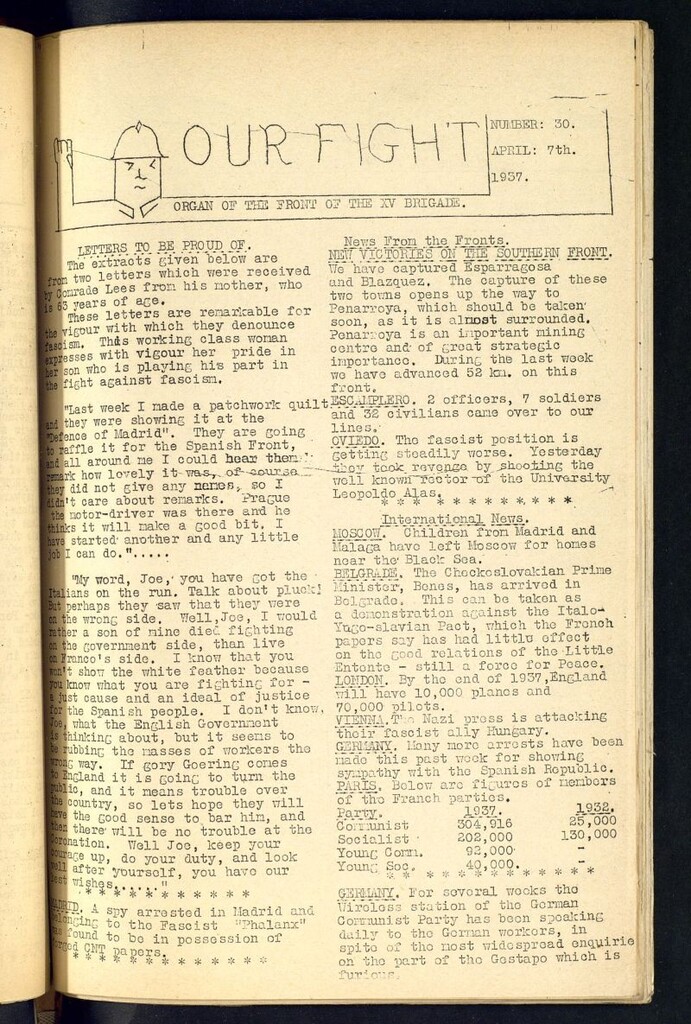 OUR FIGHT
NUMBER: 30.
APRIL: 7th.
1937.
ORGAN OF THE FRONT OF THE XV BRIGADE.
LETTERS TO BE PROUD OF.
The extracts given below are
from two letters which were received
by Comrade Lees from his mother, who
is 63 years of age.
These letters are remarkable for
the vigour with which they denounce
fascism. This working class woman
expresses with vigour her pride in
her son who is playing his part in
the fight against fascism.
"Last week I made a patchwork quilt
and they were showing it at the
"Defence of Madrid". They are going
to raffle it for the Spanish Front,
and all around me I could hear them
remark how lovely it was, of course
they did not give any names, so I
didn't care about remarks. Prague
the motor-driver was there and he
thinks it will make a good bit. I
have started another and any little
job I can do.".....
"My word, Joe, you have got the
Italians on the run. Talk about pluck!
But perhaps they saw that they were
on the wrong side. Well, Joe, I would
rather a son of mine died fighting
on the government side, than live
on Franco's side. I know that you
won't show the white feather because
you know what you are fighting for -
a just cause and an ideal of justice
for the Spanish people. I don't know,
Joe, what the English Government
is thinking about, but it seems to
be rubbing the masses of workers the
wrong way. If gory Goering comes
to England it is going to turn the
public, and it means trouble over
the country, so lets hope they will
have the good sense to bar him, and
then there will be no trouble at the
Coronation. Well Joe, keep your
courage up, do your duty, and look
well after yourself, you have our
best wishes......"
* * * * * * * * * * *
MADRID. A spy arrested in Madrid and
belonging to the Fascist "Phalanx"
was found to be in possession of
forged CNT papers.
* * * * * * * * * * * * * *
News From the Fronts.
NEW VICTORIES ON THE SOUTHERN FRONT.
We have captured Esparragosa
and Blazquez. The capture of these
two towns opens up the way to
Penarroya, which should be taken
soon, as it is almost surrounded.
Penarroya is an important mining
centre and of great strategic
importance. During the last week
we have advanced 52 km. on this
front.
ESCAMPLERO. 2 officers, 7 soldiers
and 32 civilians came over to our
lines.
OVIEDO. The fascist position is
getting steadily worse. Yesterday
they took revenge by shooting the
well known rector of the University
Leopoldo Alas.
* * * * * * * * * * *
International News.
MOSCOW. Children from Madrid and
Malaga have left Moscow for homes
near the Black Sea.
BELGRADE. The Checkeslovakian Prime
Minister, Benes, has arrived in
Belgrade. This can be taken as
a demonstration against the Italo-
Yugo-slavian Pact, which the French
papers say has had little effect
on the good relations of the Little
Entente - still a force for Peace.
LONDON. By the end of 1937, England
will have 10,000 planes and
70,000 pilots.
VIENNA. The Nazi press is attacking
their fascist ally Hungary.
GERMANY. Many more arrests have been
made this past week for showing
sympathy with the Spanish Republic.
PARIS. Below are figures of members
of the Franch parties.
Party. 1937. 1932.
Communist 304,916 25,000
Socialist 202,000 130,000
Young Com. 92,000 -
Young Soc. 40,000. -
* * * * * * * * * * * *
GERMANY. For several weeks the
Wireless station of the German
Communist Party has been speaking
daily to the German workers, in
spite of the most widespread enquirie
on the part of the Gestapo which is
furious.